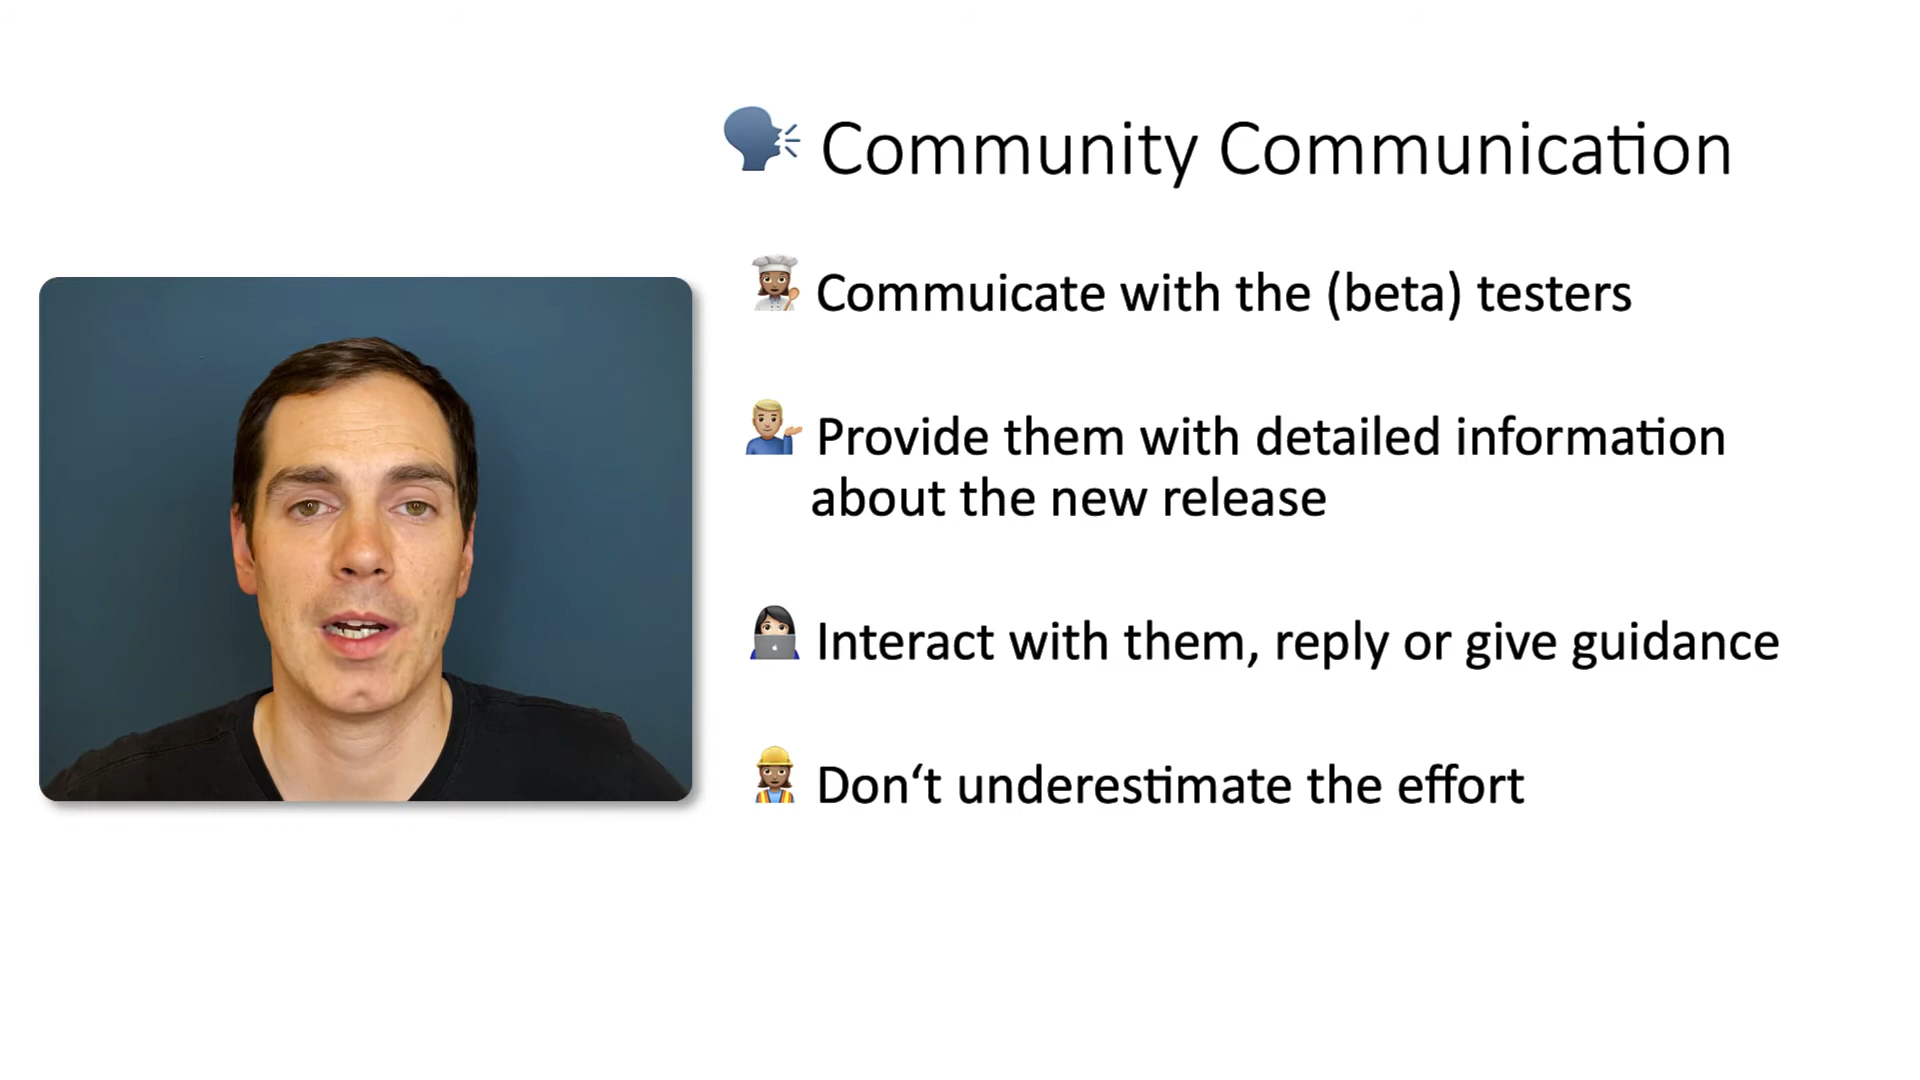 Community Communication
Commuicate with the (beta) testers
Provide them with detailed information
about the new release
Interact with them, reply or give guidance
Don‘t underestimate the effort